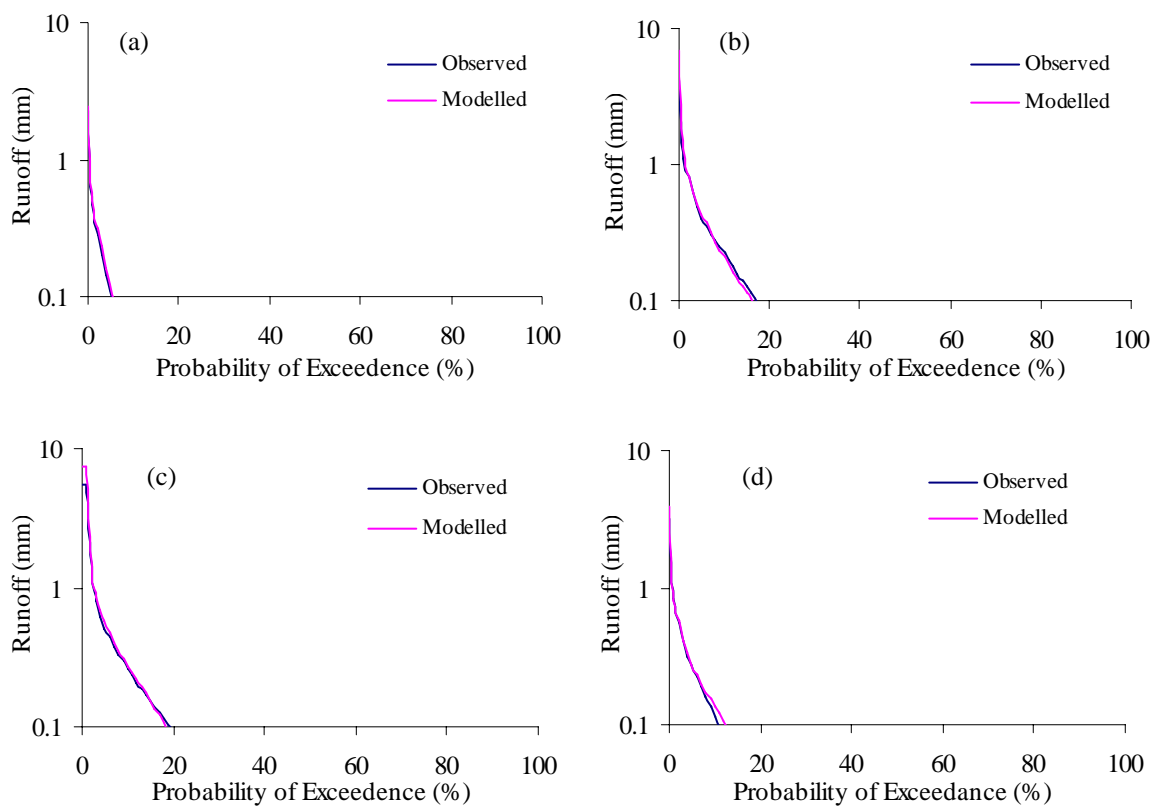 (a)
10
1
0.1
Runoff (mm)
Observed
Modelled
0 20 40 60 80 100
Probability of Exceedence (%)
(b)
10
1
0.1
Runoff (mm)
Observed
Modelled
0 20 40 60 80 100
Probability of Exceedence (%)
(c)
10
1
0.1
Runoff (mm)
Observed
Modelled
0 20 40 60 80 100
Probability of Exceedence (%)
(d)
10
1
0.1
Runoff (mm)
Observed
Modelled
0 20 40 60 80 100
Probability of Exceedance (%)